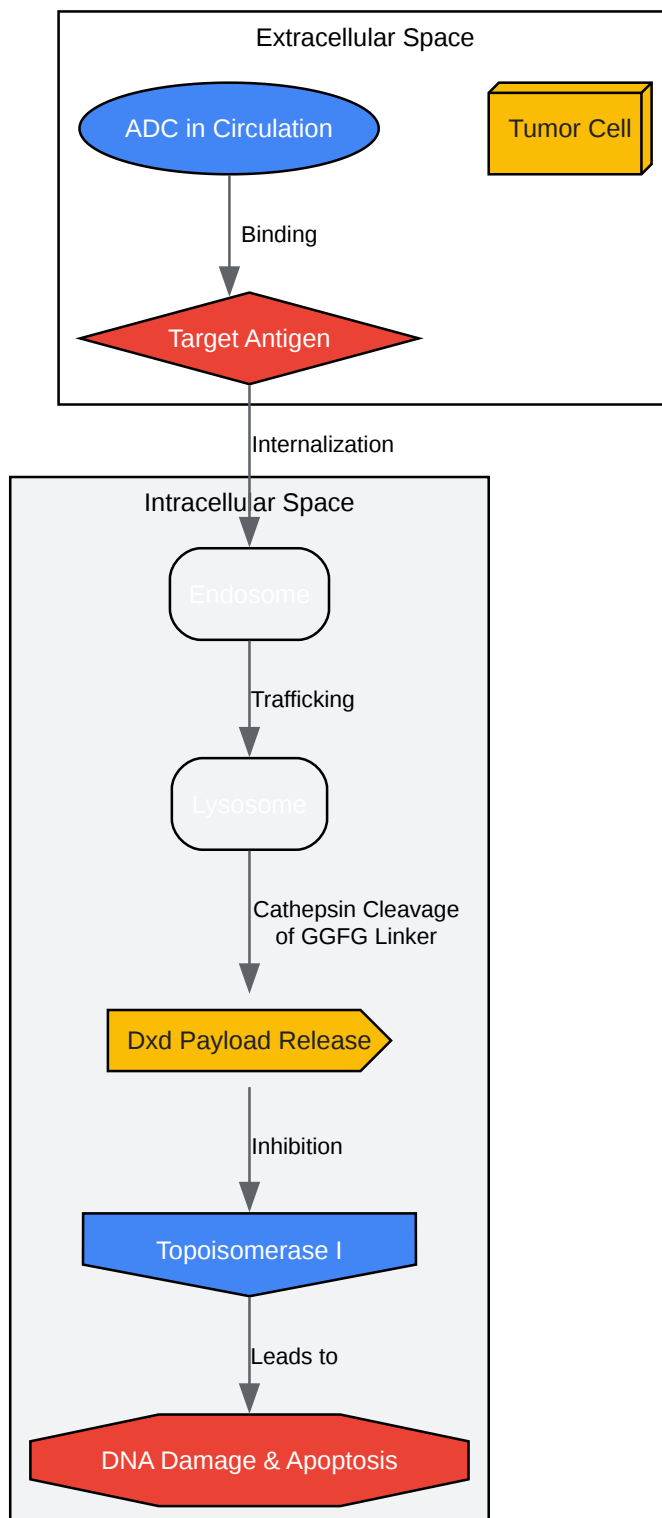 Extracellular Space
ADC in Circulation
Tumor Cell
Binding
Target Antigen
Internalization
Intracellular Space
Endosome
Trafficking
Lysosome
Cathepsin Cleavage
of GGFG Linker
Dxd Payload Release
Inhibition
Topoisomerase I
Leads to
DNA Damage & Apoptosis